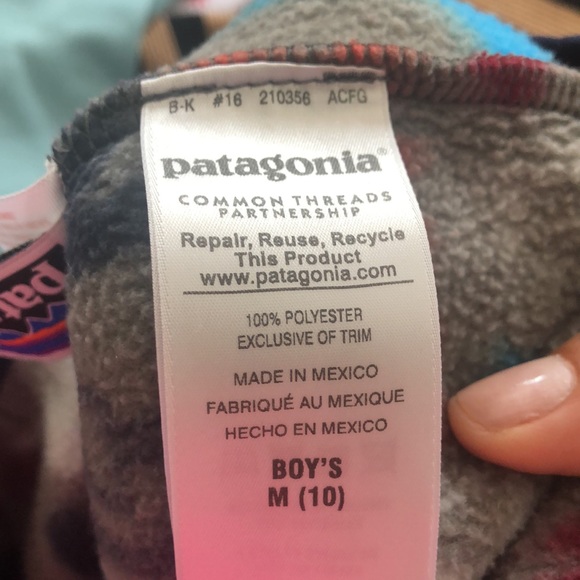 B-K #16 210356 ACFG
patagonia®
COMMON THREADS
PARTNERSHIP
Repair, Reuse, Recycle
This Product
www.patagonia.com
100% POLYESTER
EXCLUSIVE OF TRIM
MADE IN MEXICO
FABRIQUÉ AU MEXIQUE
HECHO EN MEXICO
BOY'S
M (10)
pat